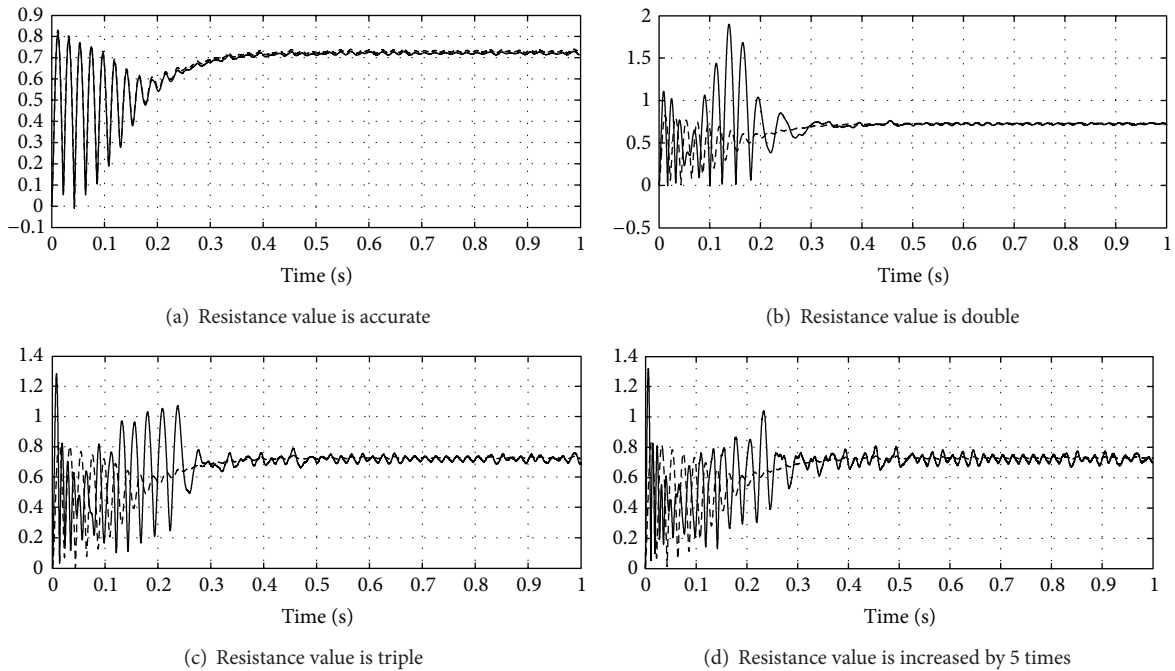 0.9
0.8
0.7
0.6
0.5
0.4
0.3
0.2
0.1
0
−0.1
0 0.1 0.2 0.3 0.4 0.5 0.6 0.7 0.8 0.9 1
Time (s)
(a) Resistance value is accurate
2
1.5
1
0.5
0
−0.5
0 0.1 0.2 0.3 0.4 0.5 0.6 0.7 0.8 0.9 1
Time (s)
(b) Resistance value is double
1.4
1.2
1
0.8
0.6
0.4
0.2
0
0 0.1 0.2 0.3 0.4 0.5 0.6 0.7 0.8 0.9 1
Time (s)
(c) Resistance value is triple
1.4
1.2
1
0.8
0.6
0.4
0.2
0
0 0.1 0.2 0.3 0.4 0.5 0.6 0.7 0.8 0.9 1
Time (s)
(d) Resistance value is increased by 5 times